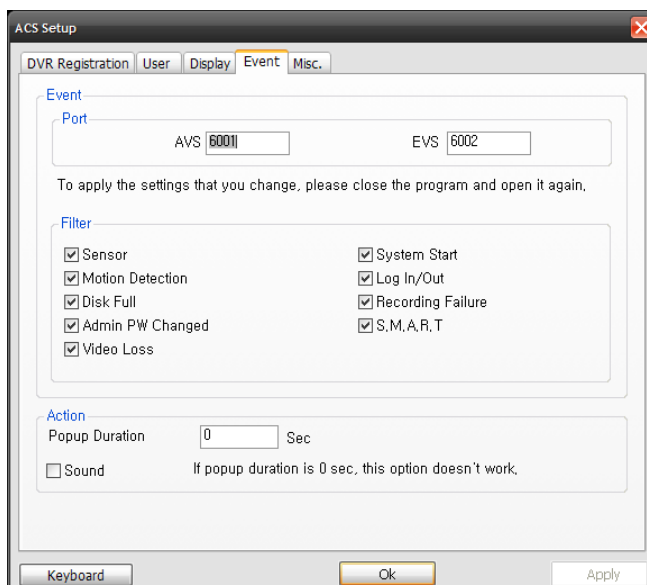 ACS Setup
DVR Registration User Display Event Misc.
Event
Port
AVS 6001 EVS 6002
To apply the settings that you change, please close the program and open it again.
Filter
Sensor System Start
Motion Detection Log In/Out
Disk Full Recording Failure
Admin PW Changed S.M.A.R.T
Video Loss
Action
Popup Duration 0 Sec
Sound If popup duration is 0 sec, this option doesn't work.
Keyboard Ok Apply